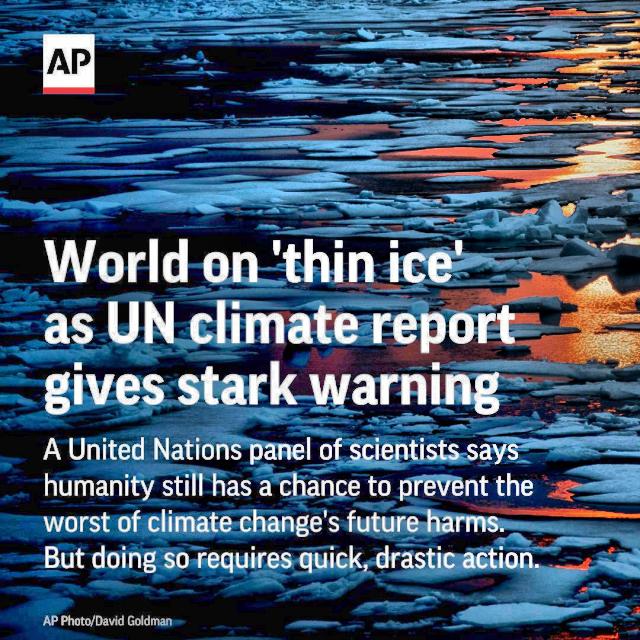 AP
World on 'thin ice'
as UN climate report
gives stark warning
A United Nations panel of scientists says
humanity still has a chance to prevent the
worst of climate change's future harms.
But doing so requires quick, drastic action.
AP Photo/David Goldman